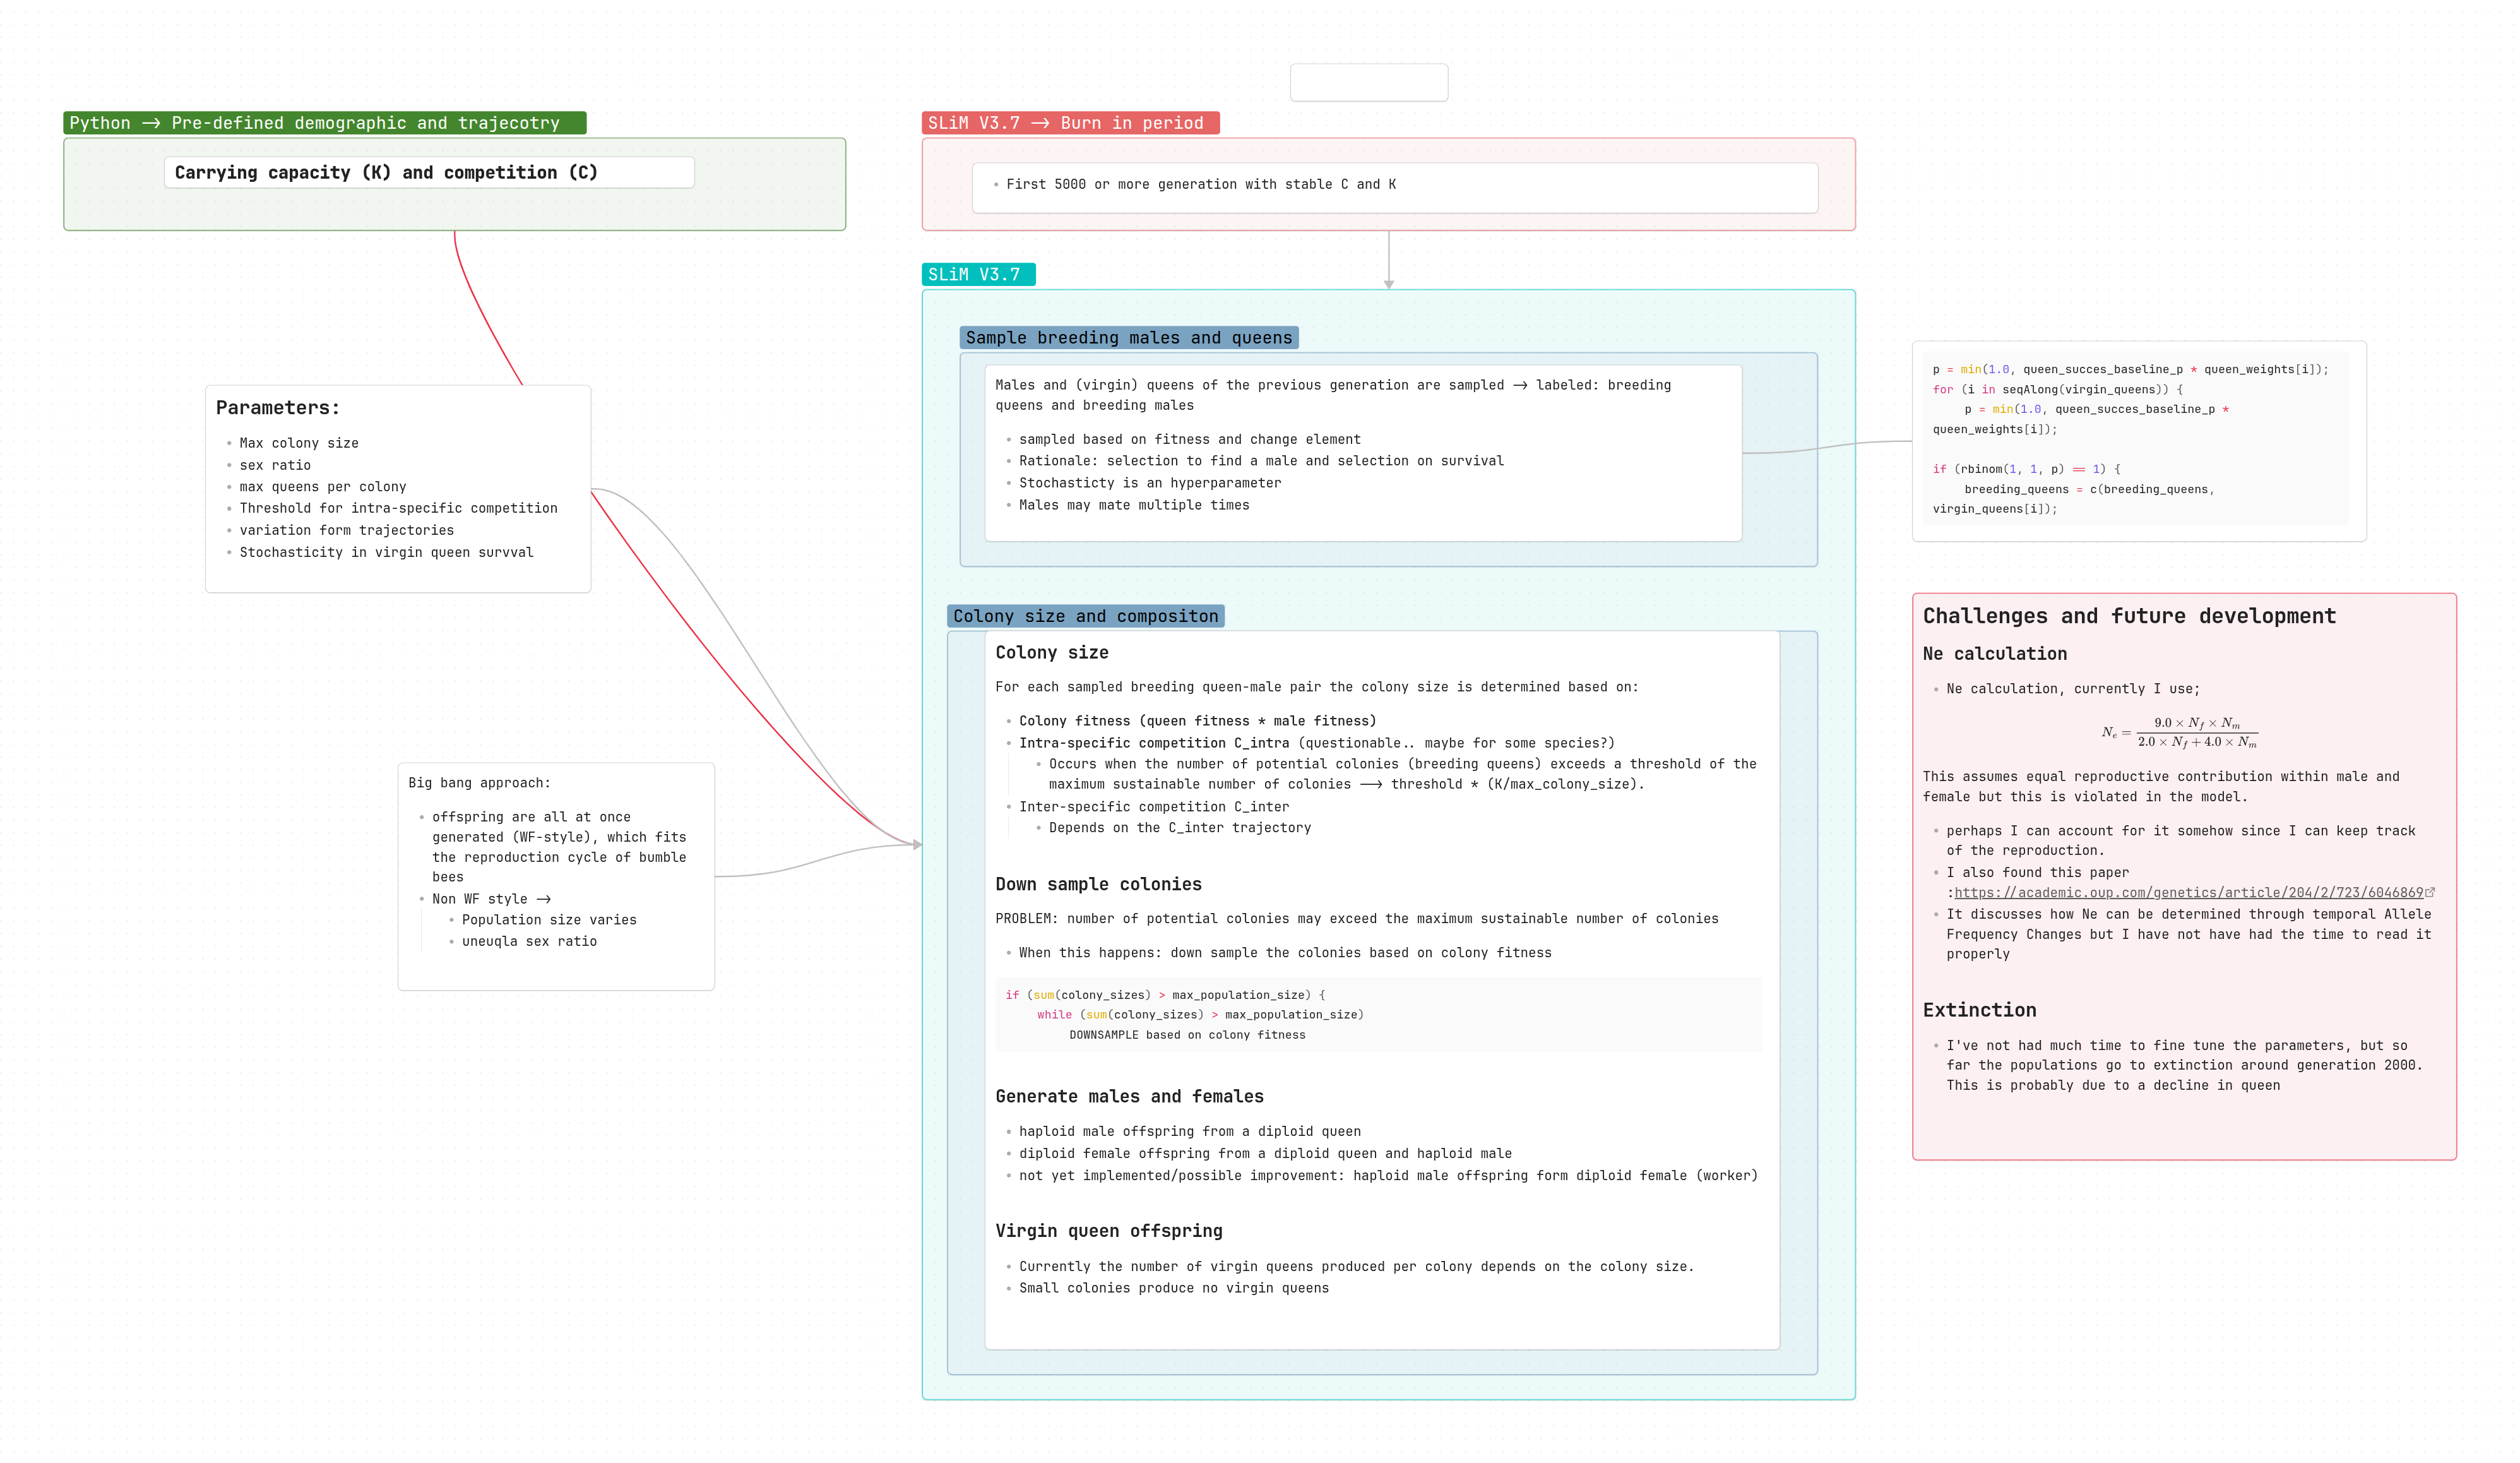 Python → Pre-defined demographic and trajecotry
Carrying capacity (K) and competition (C)
SLiM V3.7 → Burn in period
• First 5000 or more generation with stable C and K
Parameters:
• Max colony size
• sex ratio
• max queens per colony
• Threshold for intra-specific competition
• variation form trajectories
• Stochasticity in virgin queen survval
Big bang approach:
• offspring are all at once
generated (WF-style), which fits
the reproduction cycle of bumble
bees
• Non WF style →
• Population size varies
• uneuqla sex ratio
SLiM V3.7
Sample breeding males and queens
Males and (virgin) queens of the previous generation are sampled → labeled: breeding
queens and breeding males
• sampled based on fitness and change element
• Rationale: selection to find a male and selection on survival
• Stochasticty is an hyperparameter
• Males may mate multiple times
Colony size and compositon
Colony size
For each sampled breeding queen-male pair the colony size is determined based on:
• Colony fitness (queen fitness * male fitness)
• Intra-specific competition C_intra (questionable.. maybe for some species?)
• Occurs when the number of potential colonies (breeding queens) exceeds a threshold of the
maximum sustainable number of colonies ⟶ threshold * (K/max_colony_size).
• Inter-specific competition C_inter
• Depends on the C_inter trajectory
Down sample colonies
PROBLEM: number of potential colonies may exceed the maximum sustainable number of colonies
• When this happens: down sample the colonies based on colony fitness
if (sum(colony_sizes) > max_population_size) {
while (sum(colony_sizes) > max_population_size)
DOWNSAMPLE based on colony fitness
Generate males and females
• haploid male offspring from a diploid queen
• diploid female offspring from a diploid queen and haploid male
• not yet implemented/possible improvement: haploid male offspring form diploid female (worker)
Virgin queen offspring
• Currently the number of virgin queens produced per colony depends on the colony size.
• Small colonies produce no virgin queens
p = min(1.0, queen_succes_baseline_p * queen_weights[i]);
for (i in seqAlong(virgin_queens)) {
p = min(1.0, queen_succes_baseline_p *
queen_weights[i]);
if (rbinom(1, 1, p) == 1) {
breeding_queens = c(breeding_queens,
virgin_queens[i]);
Challenges and future development
Ne calculation
• Ne calculation, currently I use;
N_e = \frac{9.0 × N_f × N_m}{2.0 × N_f + 4.0 × N_m}
This assumes equal reproductive contribution within male and
female but this is violated in the model.
• perhaps I can account for it somehow since I can keep track
of the reproduction.
• I also found this paper
:https://academic.oup.com/genetics/article/204/2/723/6046869
• It discusses how Ne can be determined through temporal Allele
Frequency Changes but I have not have had the time to read it
properly
Extinction
• I've not had much time to fine tune the parameters, but so
far the populations go to extinction around generation 2000.
This is probably due to a decline in queen